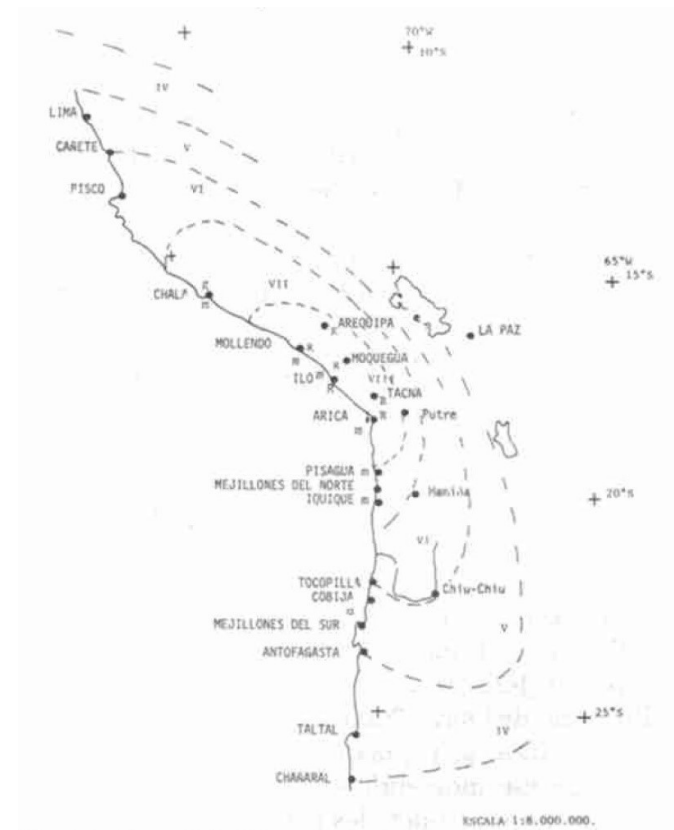 70°W
10°S
IV
LIMA
CAÑETE
V
VI
PISCO
65°W
15°S
CHALA
R
m
VII
AREQUIPA
R
LA PAZ
MOLLENDO
R
m
MOQUEGUA
R
ILO
m
R
VIII
TACNA
R
ARICA
R
m
Putre
PISAGUA m
MEJILLONES DEL NORTE
IQUIQUE m
Mamiña
20°S
VI
TOCOPILLA
COBIJA
Chiu-Chiu
MEJILLONES DEL SUR
V
ANTOFAGASTA
25°S
TALTAL
IV
CHAÑARAL
ESCALA 1:8.000.000.